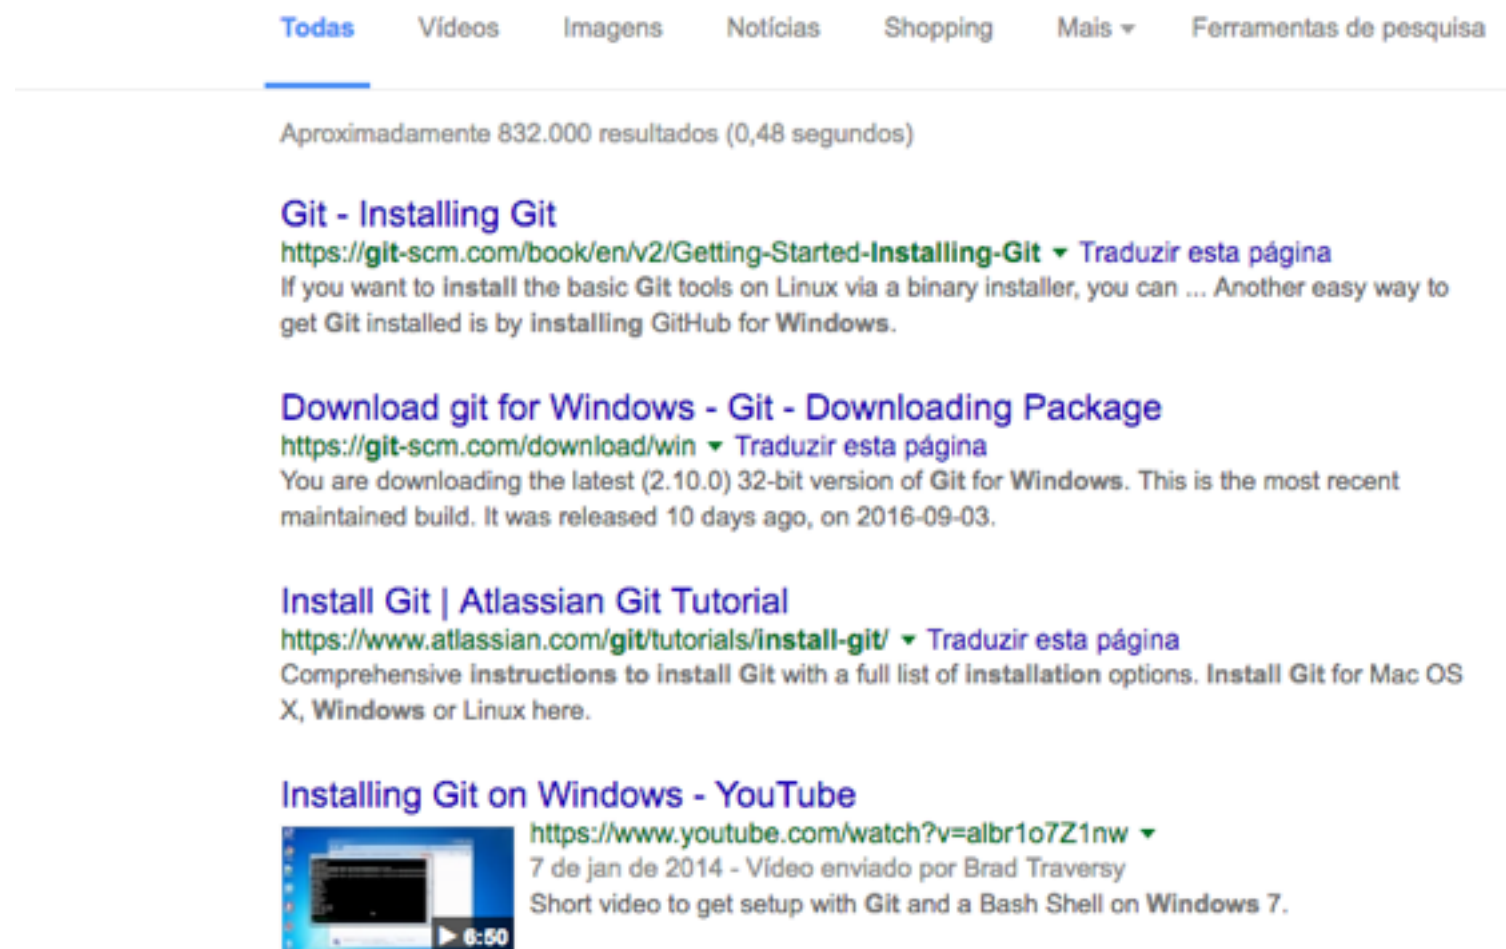 Todas Vídeos Imagens Notícias Shopping Mais Ferramentas de pesquisa
Aproximadamente 832.000 resultados (0,48 segundos)
Git - Installing Git
https://git-scm.com/book/en/v2/Getting-Started-Installing-Git Traduzir esta página
If you want to install the basic Git tools on Linux via a binary installer, you can ... Another easy way to
get Git installed is by installing GitHub for Windows.
Download git for Windows - Git - Downloading Package
https://git-scm.com/download/win Traduzir esta página
You are downloading the latest (2.10.0) 32-bit version of Git for Windows. This is the most recent
maintained build. It was released 10 days ago, on 2016-09-03.
Install Git | Atlassian Git Tutorial
https://www.atlassian.com/git/tutorials/install-git/ Traduzir esta página
Comprehensive instructions to install Git with a full list of installation options. Install Git for Mac OS
X, Windows or Linux here.
Installing Git on Windows - YouTube
https://www.youtube.com/watch?v=albr1o7Z1nw
7 de jan de 2014 - Vídeo enviado por Brad Traversy
Short video to get setup with Git and a Bash Shell on Windows 7.
6:50